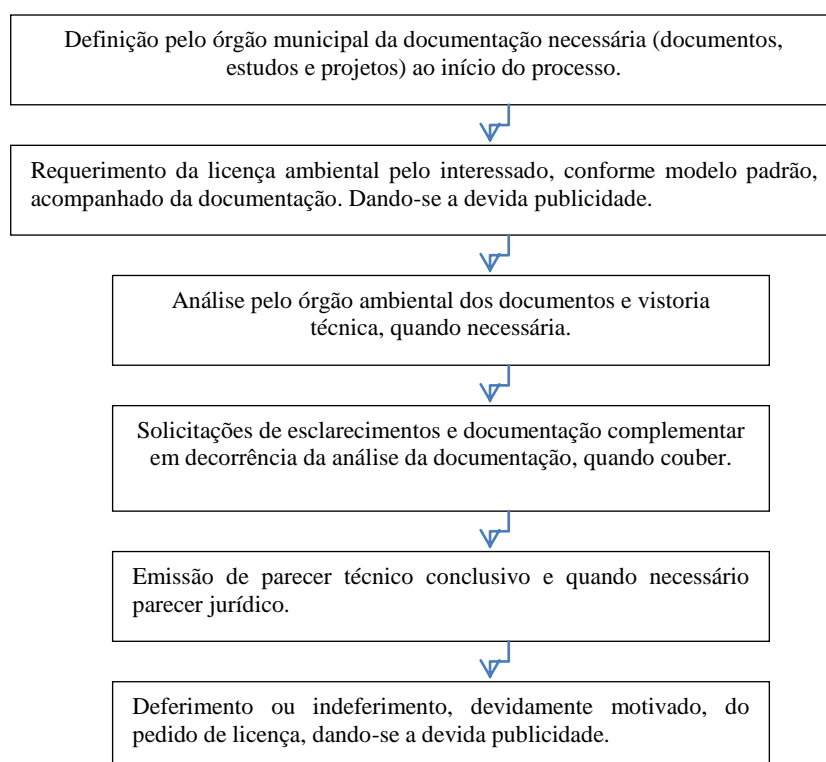 Definição pelo órgão municipal da documentação necessária (documentos,
estudos e projetos) ao início do processo.
Requerimento da licença ambiental pelo interessado, conforme modelo padrão,
acompanhado da documentação. Dando-se a devida publicidade.
Análise pelo órgão ambiental dos documentos e vistoria
técnica, quando necessária.
Solicitações de esclarecimentos e documentação complementar
em decorrência da análise da documentação, quando couber.
Emissão de parecer técnico conclusivo e quando necessário
parecer jurídico.
Deferimento ou indeferimento, devidamente motivado, do
pedido de licença, dando-se a devida publicidade.